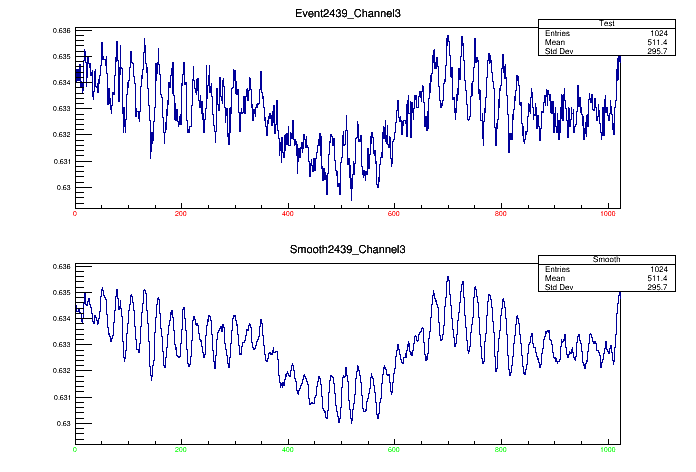 Event2439_Channel3
Test
Entries 1024
Mean 511.4
Std Dev 295.7
0.636
0.635
0.634
0.633
0.632
0.631
0.63
0 200 400 600 800 1000
Smooth2439_Channel3
Smooth
Entries 1024
Mean 511.4
Std Dev 295.7
0.636
0.635
0.634
0.633
0.632
0.631
0.63
0 200 400 600 800 1000